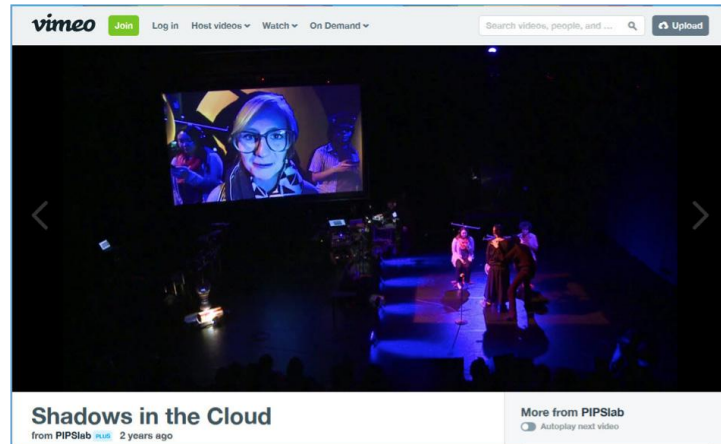 vimeo Join Log in Host videos Watch On Demand Search videos, people, and ... Upload
Shadows in the Cloud
from PIPSlab PLUS 2 years ago
More from PIPSlab
Autoplay next video